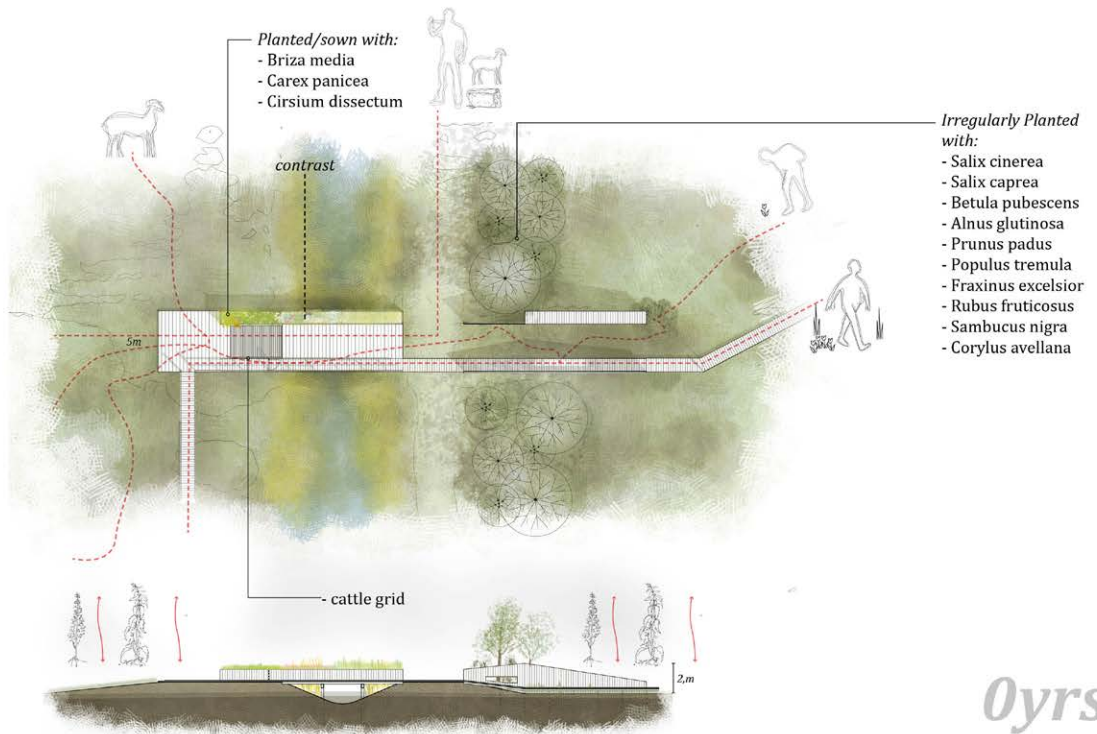 Planted/sown with:
- Briza media
- Carex panicea
- Cirsium dissectum
contrast
Irregularly Planted
with:
- Salix cinerea
- Salix caprea
- Betula pubescens
- Alnus glutinosa
- Prunus padus
- Populus tremula
- Fraxinus excelsior
- Rubus fruticosus
- Sambucus nigra
- Corylus avellana
5m
- cattle grid
2,m
0yrs